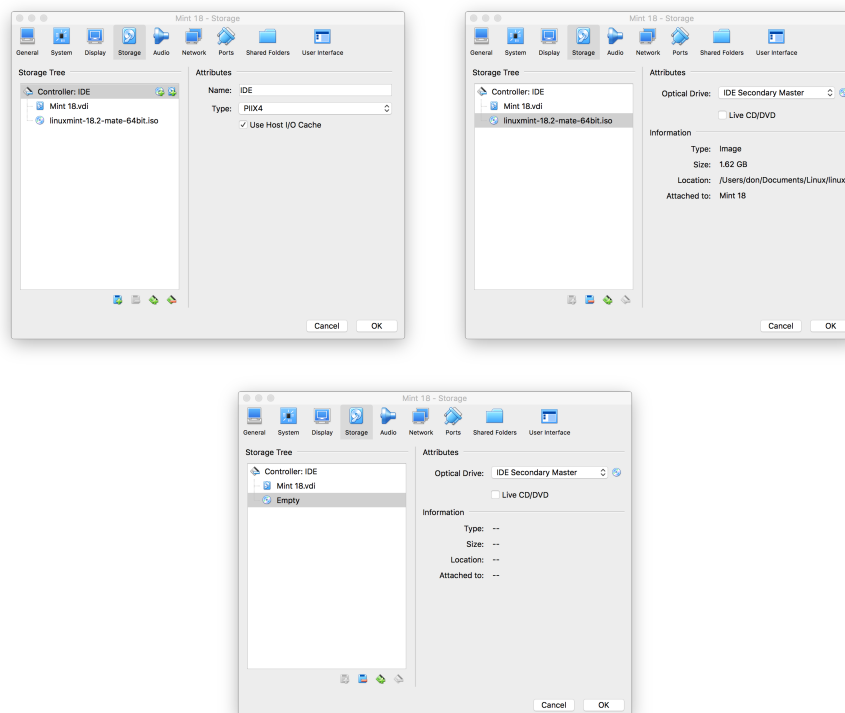 Mint 18 - Storage
General System Display Storage Audio Network Ports Shared Folders User Interface
Storage Tree
Controller: IDE
Mint 18.vdi
linuxmint-18.2-mate-64bit.iso
Attributes
Name: IDE
Type: PIIX4
Use Host I/O Cache
Cancel OK
Mint 18 - Storage
General System Display Storage Audio Network Ports Shared Folders User Interface
Storage Tree
Controller: IDE
Mint 18.vdi
linuxmint-18.2-mate-64bit.iso
Attributes
Optical Drive: IDE Secondary Master
Live CD/DVD
Information
Type: Image
Size: 1.62 GB
Location: /Users/don/Documents/Linux/linux
Attached to: Mint 18
Cancel OK
Mint 18 - Storage
General System Display Storage Audio Network Ports Shared Folders User Interface
Storage Tree
Controller: IDE
Mint 18.vdi
Empty
Attributes
Optical Drive: IDE Secondary Master
Live CD/DVD
Information
Type: --
Size: --
Location: --
Attached to: --
Cancel OK